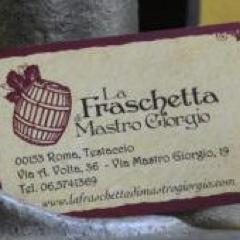 La
Fraschetta
di Mastro Giorgio
00153 Roma, Testaccio
Via A. Volta, 36 - Via Mastro Giorgio, 19
Tel. 06.5741369
www.lafraschettadimastrogiorgio.com